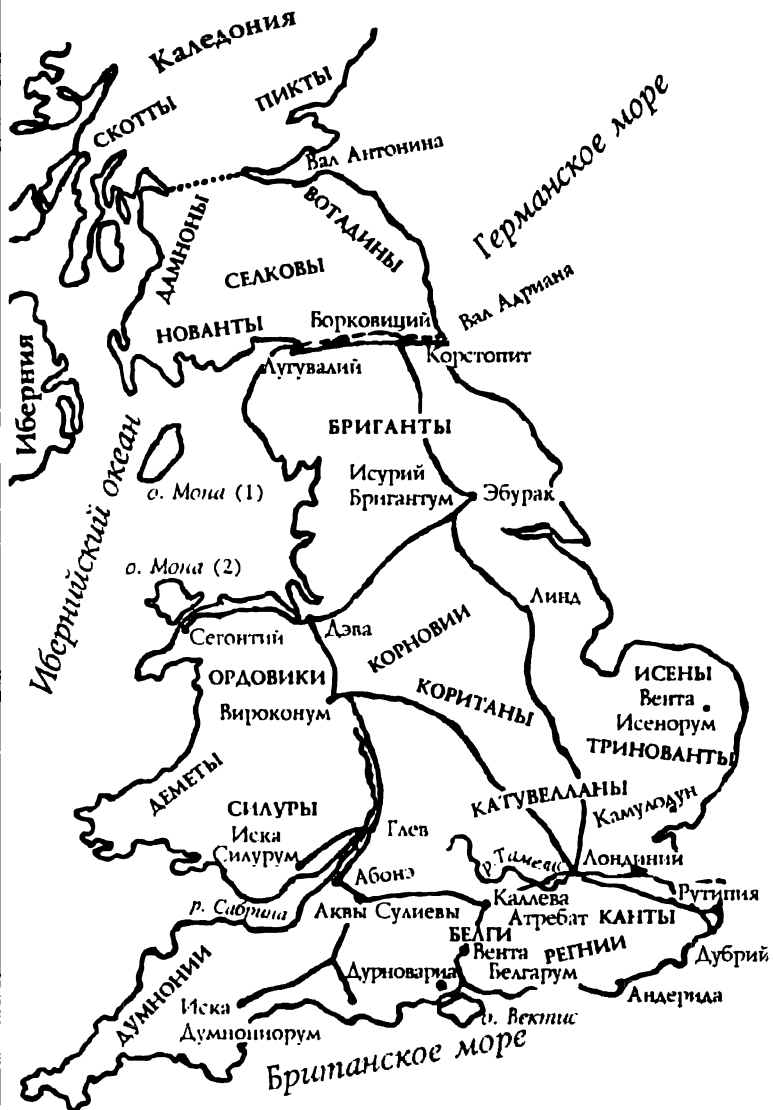 Каледония
СКОТТЫ
ПИКТЫ
Вал Антонина
Германское море
ДАМНОНЫ
ВОТАДИНЫ
СЕЛКОВЫ
Вал Адриана
НОВАНТЫ
Борковиций
Иберния
Лугувалий
Корстопит
БРИГАНТЫ
Исурий
Бригантум
Эбурак
о. Мона (1)
Ибернийский океан
о. Мона (2)
Линд
Сегонтий
Дэва
КОРНОВИИ
ОРДОВИКИ
Вироконум
КОРИТАНЫ
ИСЕНЫ
Вента
Исенорум
ТРИНОВАНТЫ
ДЕМЕТЫ
СИЛУРЫ
Иска
Силурум
Глев
КАТУВЕЛЛАНЫ
Камулодун
р. Тамеза
Лондиний
Абонэ
р. Сабрина
Аквы Сулиевы
Каллева
Атребат
КАНТЫ
Рутипия
БЕЛГИ
Вента
Белгарум
РЕГНИИ
Дубрий
Дурновариа
Андерида
ДУМНОНИИ
Иска
Думнониорум
о. Вектис
Британское море